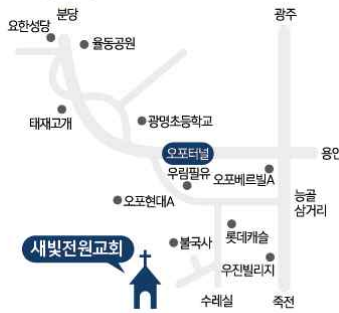 분당
광주
요한성당
율동공원
태재고개
광명초등학교
오포터널
용인
우림필유
오포베르빌A
오포현대A
능골
삼거리
불국사
롯데캐슬
새빛전원교회
우진빌리지
수레실
죽전